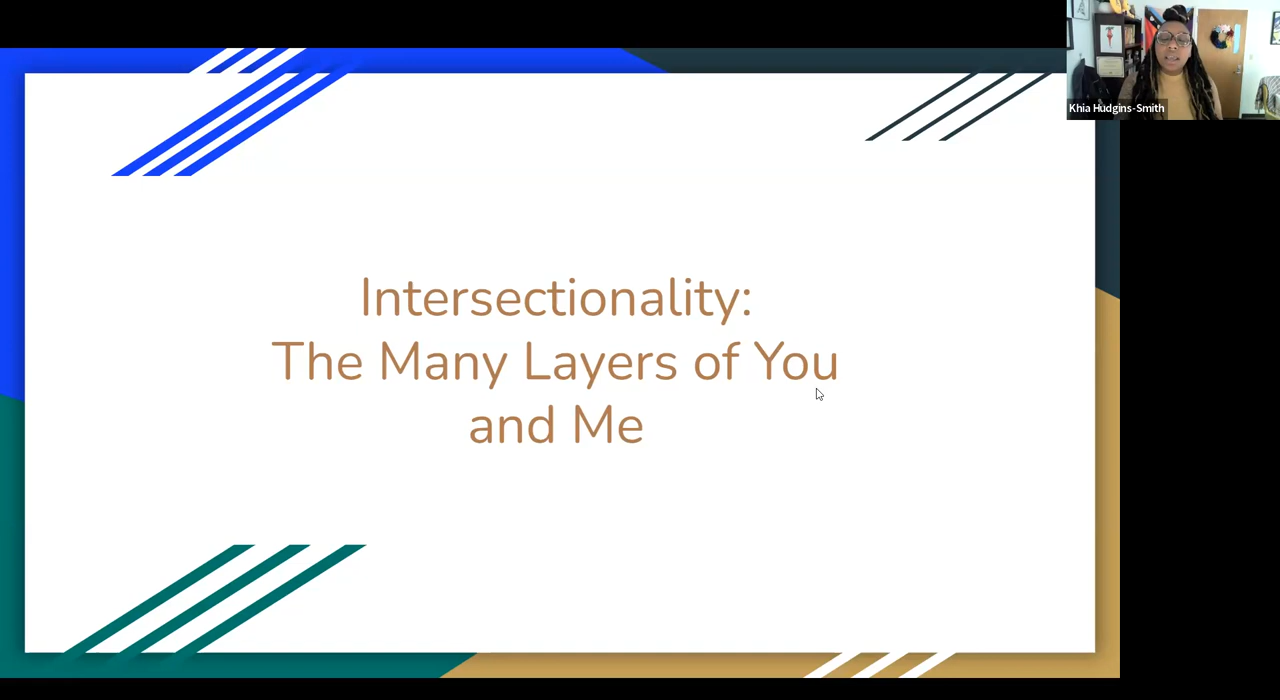 Khia Hudgins-Smith
Intersectionality:
The Many Layers of You
and Me